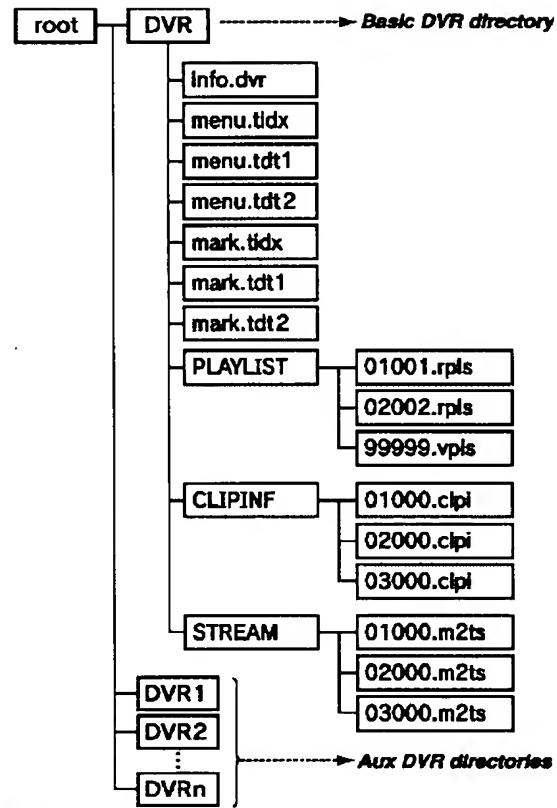 root DVR Basic DVR directory
info.dvr
menu.tidx
menu.tdt1
menu.tdt2
mark.tidx
mark.tdt1
mark.tdt2
PLAYLIST 01001.rpls
02002.rpls
99999.vpls
CLIPINF 01000.clpi
02000.clpi
03000.clpi
STREAM 01000.m2ts
02000.m2ts
03000.m2ts
DVR1
DVR2
DVRn Aux DVR directories